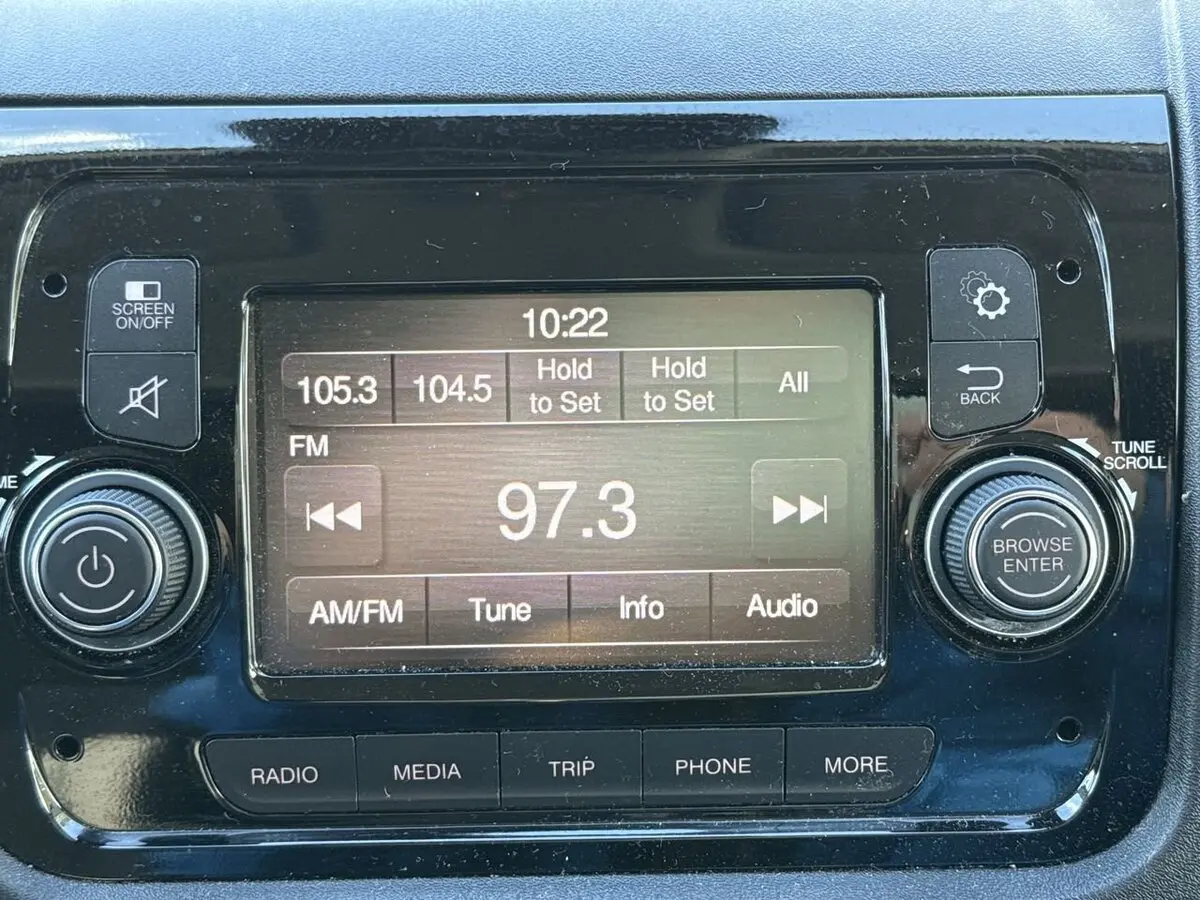 SCREEN
ON/OFF
10:22
105.3 104.5 Hold to Set Hold to Set All
FM
97.3
AM/FM Tune Info Audio
BACK
ME
TUNE
SCROLL
BROWSE
ENTER
RADIO MEDIA TRIP PHONE MORE